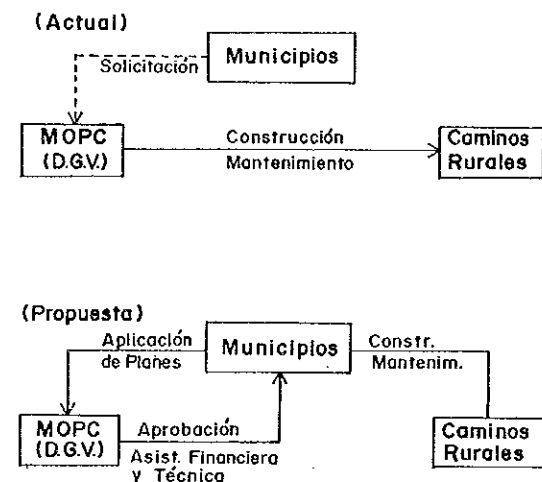 (Actual)
Municipios
Solicitación
MOPC
(D.G.V.)
Construcción
Mantenimiento
Caminos
Rurales
(Propuesta)
Aplicación
de Planes
Municipios
Constr.
Mantenim.
MOPC
(D.G.V.)
Aprobación
Asist. Financiera
y Técnica
Caminos
Rurales